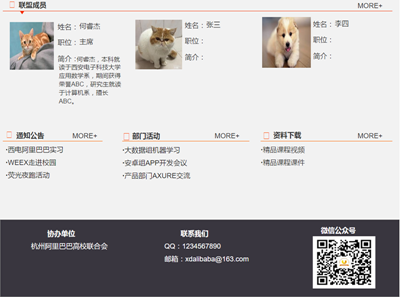 联盟成员 MORE+
姓名：何睿杰
职位：主席
简介：何睿杰，本科就
读于西安电子科技大学
应用数学系，期间获得
荣誉ABC，研究生就读
于计算机系，擅长
ABC。
姓名：张三
职位：
简介：
姓名：李四
职位：
简介：
通知公告 MORE+
·西电阿里巴巴实习
·WEEX走进校园
·荧光夜跑活动
部门活动 MORE+
·大数据组机器学习
·安卓组APP开发会议
·产品部门AXURE交流
资料下载 MORE+
·精品课程视频
·精品课程课件
协办单位
杭州阿里巴巴高校联合会
联系我们
QQ：1234567890
邮箱：xdalibaba@163.com
微信公众号